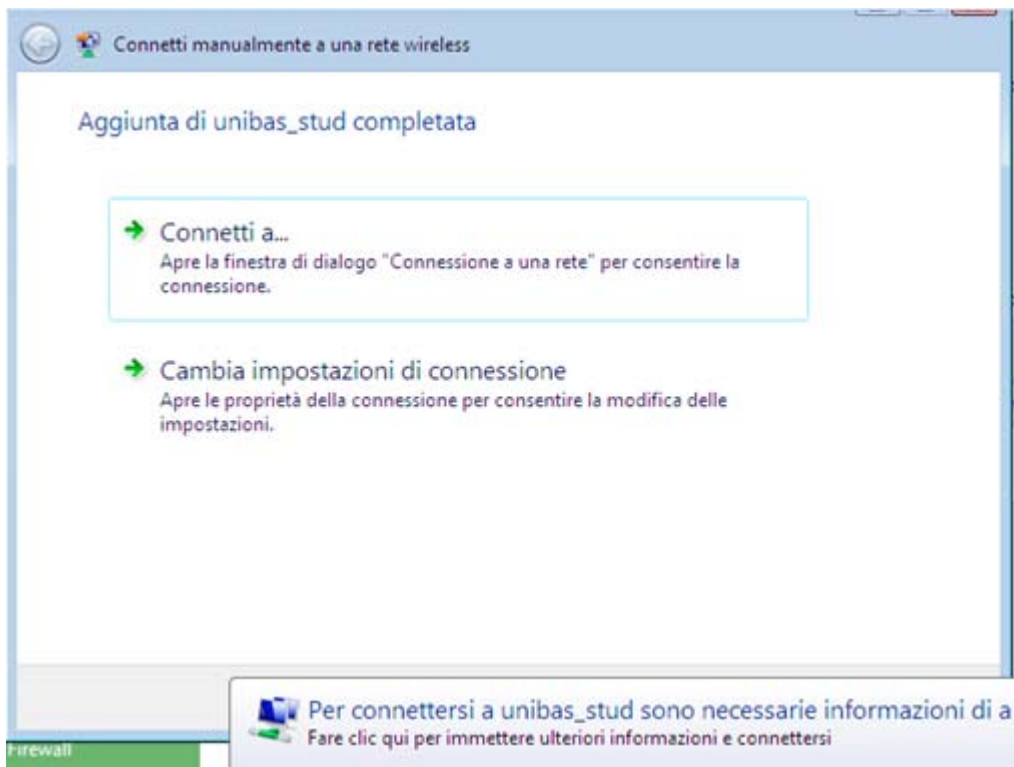 Connetti manualmente a una rete wireless
Aggiunta di unibas_stud completata
Connetti a...
Apre la finestra di dialogo "Connessione a una rete" per consentire la
connessione.
Cambia impostazioni di connessione
Apre le proprietà della connessione per consentire la modifica delle
impostazioni.
Per connettersi a unibas_stud sono necessarie informazioni di a
Fare clic qui per immettere ulteriori informazioni e connettersi
Firewall